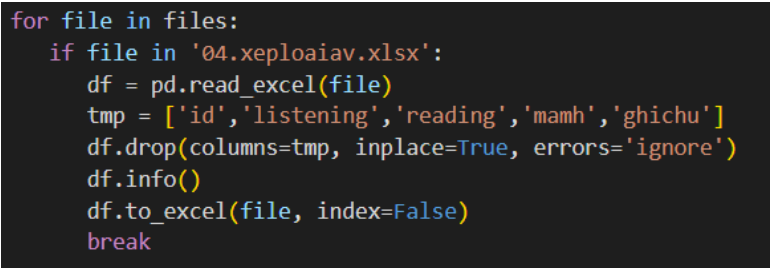 for file in files:
if file in '04.xeploaiav.xlsx':
df = pd.read_excel(file)
tmp = ['id','listening','reading','mamh','ghichu']
df.drop(columns=tmp, inplace=True, errors='ignore')
df.info()
df.to_excel(file, index=False)
break